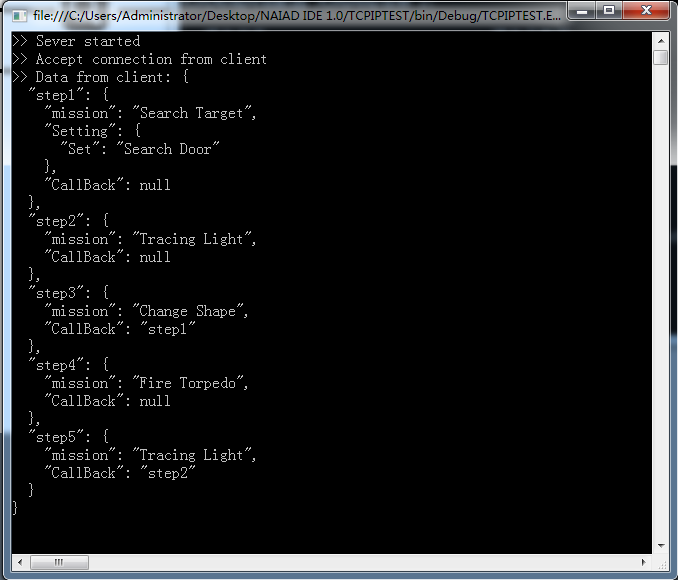 file:///C:/Users/Administrator/Desktop/NAIAD IDE 1.0/TCPIPTEST/bin/Debug/TCPIPTEST.E...
>> Sever started
>> Accept connection from client
>> Data from client: {
  "step1": {
    "mission": "Search Target",
    "Setting": {
      "Set": "Search Door"
    },
    "CallBack": null
  },
  "step2": {
    "mission": "Tracing Light",
    "CallBack": null
  },
  "step3": {
    "mission": "Change Shape",
    "CallBack": "step1"
  },
  "step4": {
    "mission": "Fire Torpedo",
    "CallBack": null
  },
  "step5": {
    "mission": "Tracing Light",
    "CallBack": "step2"
  }
}